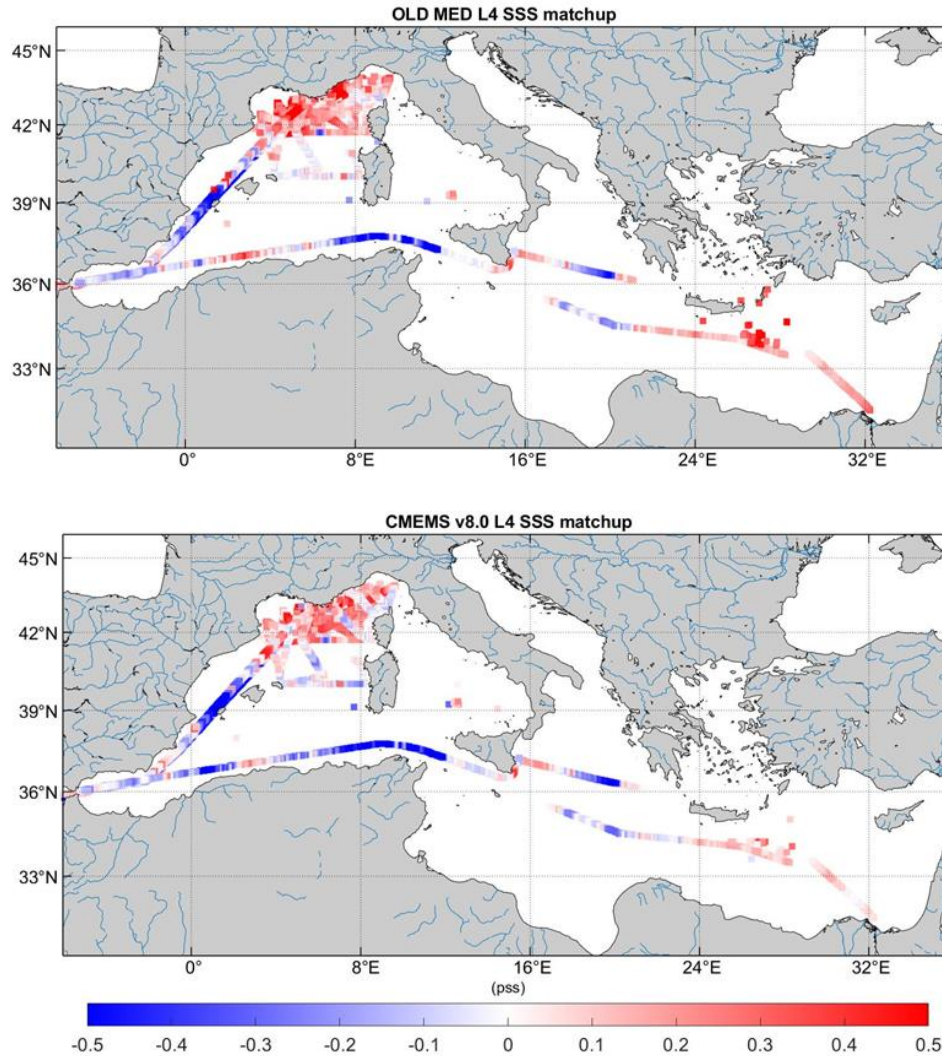 OLD MED L4 SSS matchup
45°N
42°N
39°N
36°N
33°N
0°
8°E
16°E
24°E
32°E
CMEMS v8.0 L4 SSS matchup
45°N
42°N
39°N
36°N
33°N
0°
8°E
16°E
24°E
32°E
(pss)
-0.5 -0.4 -0.3 -0.2 -0.1 0 0.1 0.2 0.3 0.4 0.5